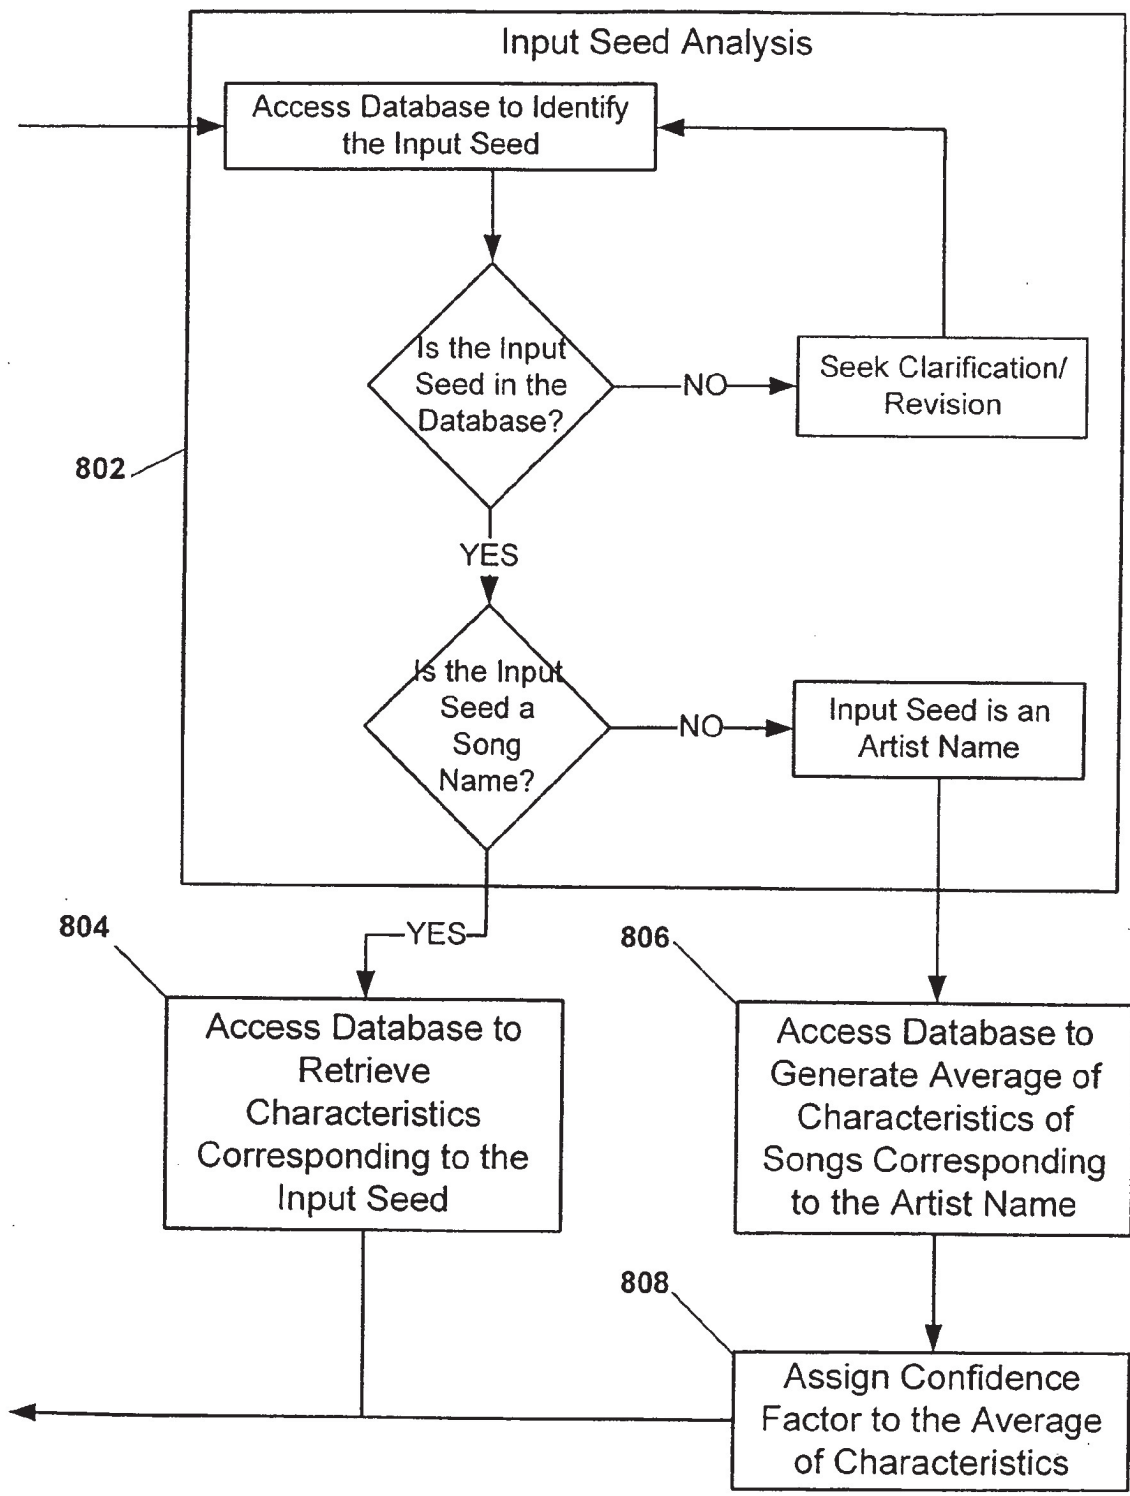 Input Seed Analysis
Access Database to Identify
the Input Seed
Is the Input
Seed in the
Database?
NO
Seek Clarification/
Revision
802
YES
Is the Input
Seed a
Song
Name?
NO
Input Seed is an
Artist Name
YES
804
Access Database to
Retrieve
Characteristics
Corresponding to the
Input Seed
806
Access Database to
Generate Average of
Characteristics of
Songs Corresponding
to the Artist Name
808
Assign Confidence
Factor to the Average
of Characteristics